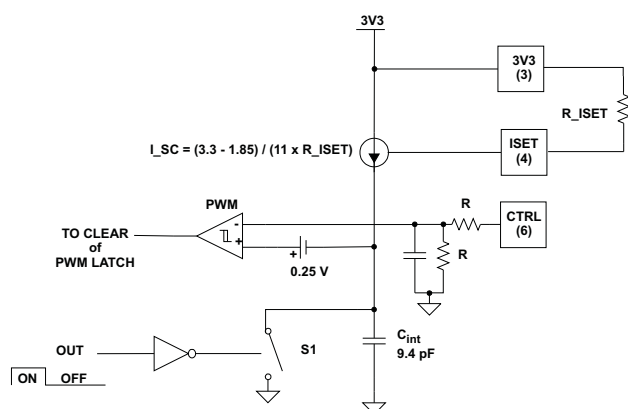 3V3
3V3
(3)
R_ISET
I_SC = (3.3 - 1.85) / (11 x R_ISET)
ISET
(4)
PWM
R
CTRL
(6)
-
+
TO CLEAR
of
PWM LATCH
+
0.25 V
R
S1
Cint
9.4 pF
OUT
ON OFF